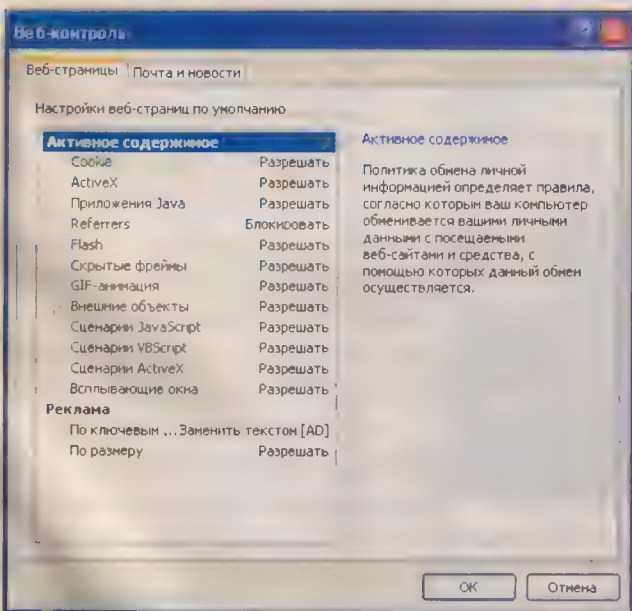 Веб-контроль
Веб-страницы Почта и новости
Настройки веб-страниц по умолчанию
Активное содержимое
Cookie Разрешать
ActiveX Разрешать
Приложения Java Разрешать
Referrers Блокировать
Flash Разрешать
Скрытые фреймы Разрешать
GIF-анимация Разрешать
Внешние объекты Разрешать
Сценарии JavaScript Разрешать
Сценарии VBScript Разрешать
Сценарии ActiveX Разрешать
Всплывающие окна Разрешать
Реклама
По ключевым ...Заменить текстом [AD]
По размеру Разрешать
Активное содержимое
Политика обмена личной
информацией определяет правила,
согласно которым ваш компьютер
обменивается вашими личными
данными с посещаемыми
веб-сайтами и средства, с
помощью которых данный обмен
осуществляется.
OK Отмена